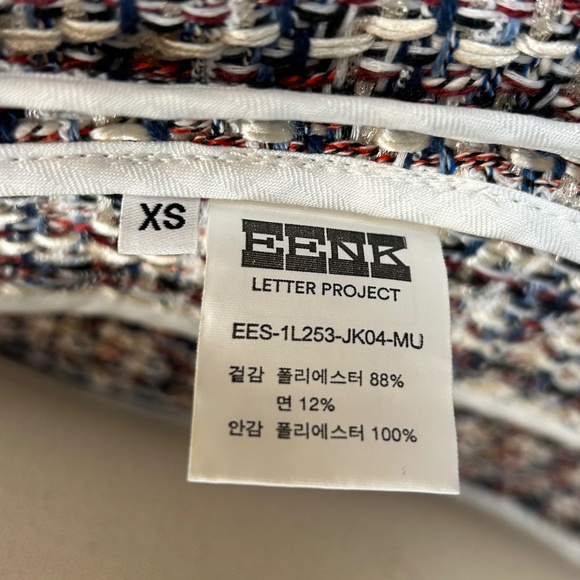 XS
EENK
LETTER PROJECT
EES-1L253-JK04-MU
겉감 폴리에스터 88%
면 12%
안감 폴리에스터 100%